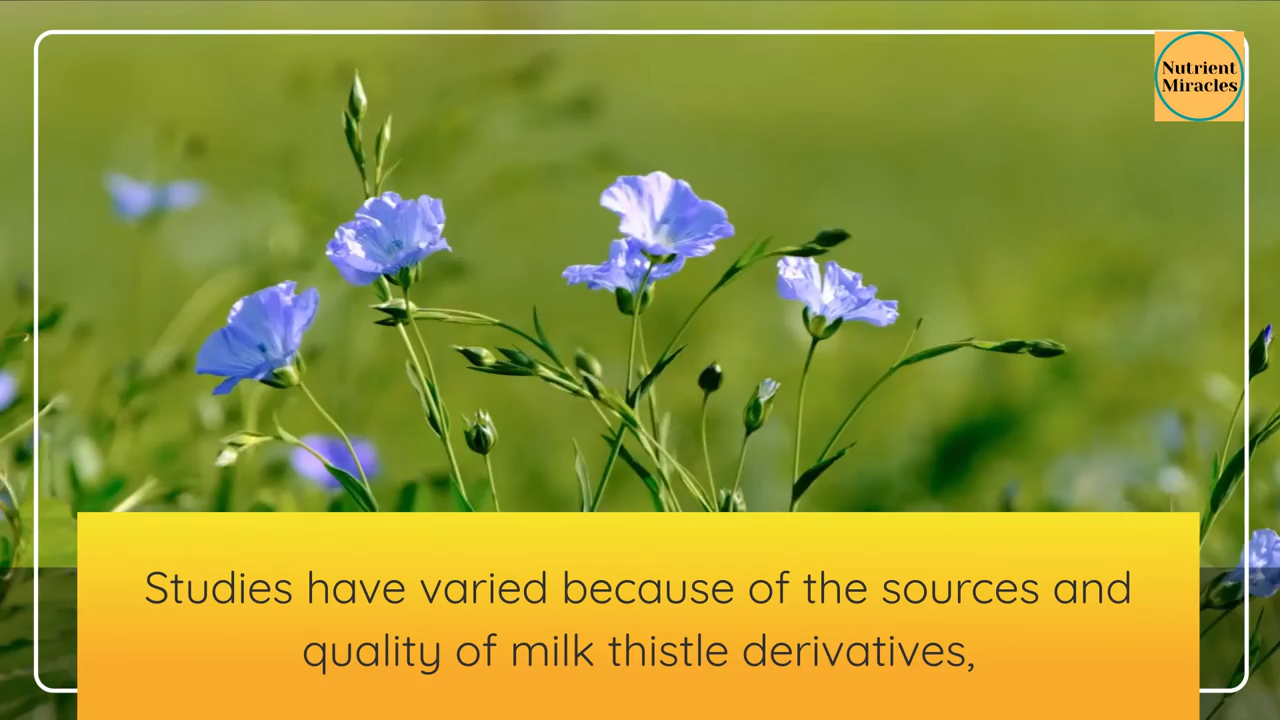 Nutrient
Miracles
Studies have varied because of the sources and
quality of milk thistle derivatives,